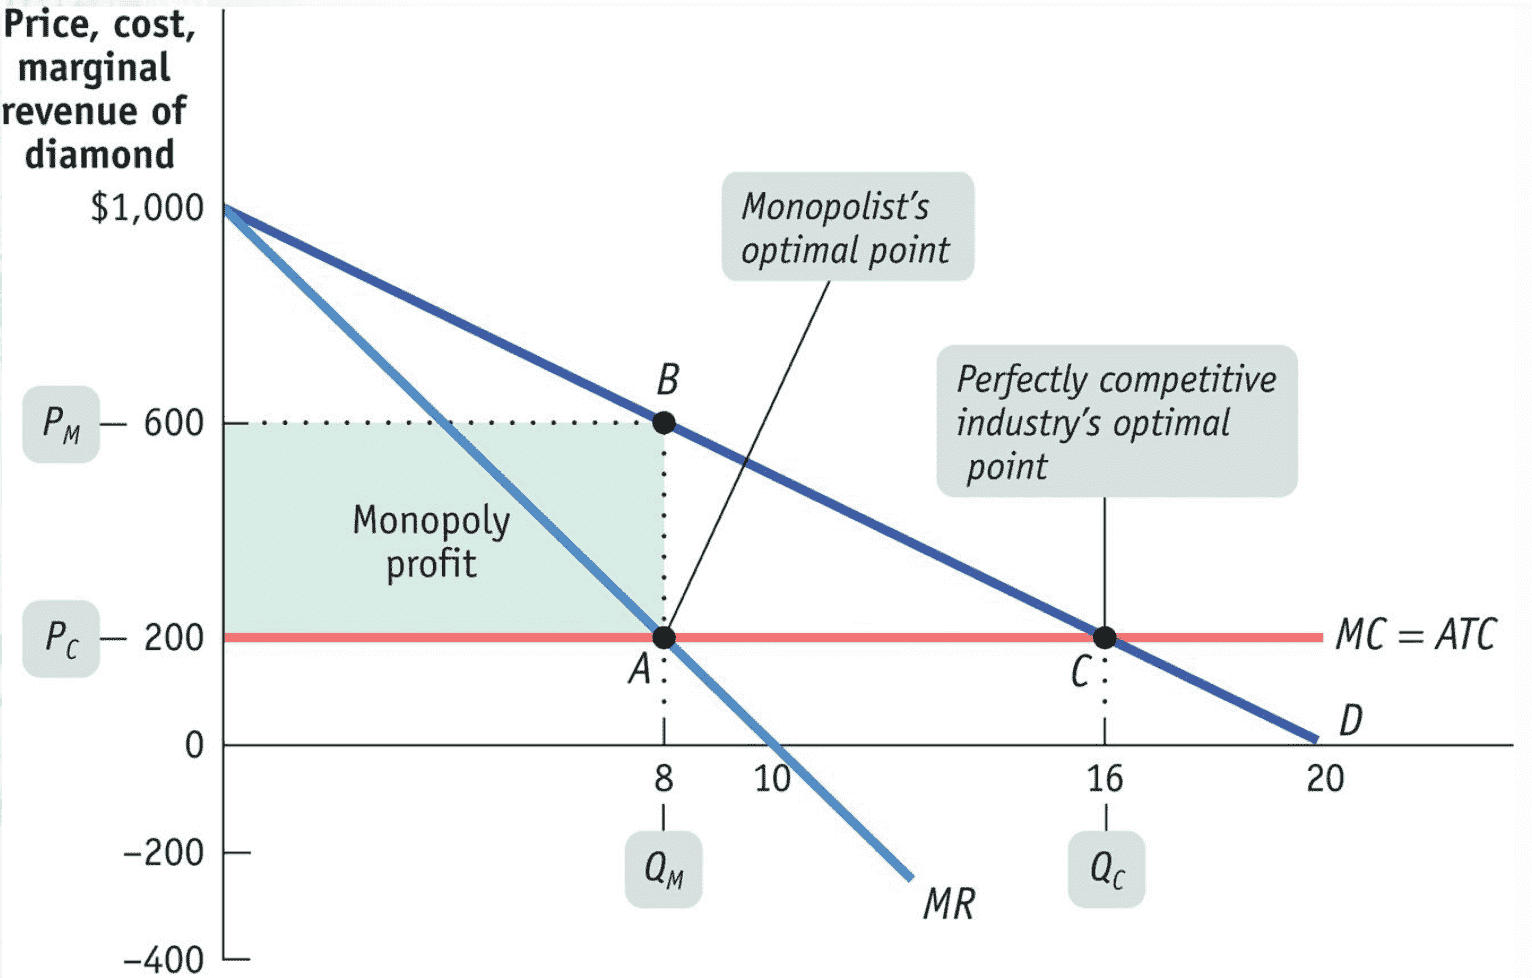 Price, cost,
marginal
revenue of
diamond
$1,000
Monopolist's
optimal point
B
Perfectly competitive
industry's optimal
point
P_M
600
Monopoly
profit
P_C
200
MC = ATC
A
C
D
0
8
10
16
20
–200
Q_M
Q_C
MR
–400